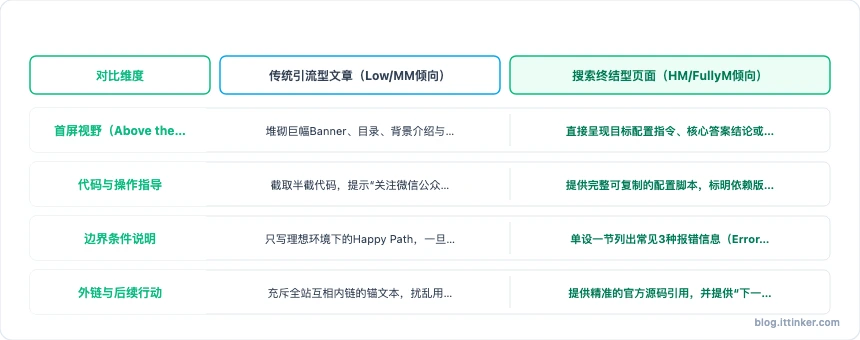 对比维度
传统引流型文章（Low/MM倾向）
搜索终结型页面（HM/FullyM倾向）
首屏视野（Above the...
堆砌巨幅Banner、目录、背景介绍与...
直接呈现目标配置指令、核心答案结论或...
代码与操作指导
截取半截代码，提示“关注微信公众...
提供完整可复制的配置脚本，标明依赖版...
边界条件说明
只写理想环境下的Happy Path，一旦...
单设一节列出常见3种报错信息（Error...
外链与后续行动
充斥全站互相内链的锚文本，扰乱用...
提供精准的官方源码引用，并提供“下一...
blog.ittinker.com